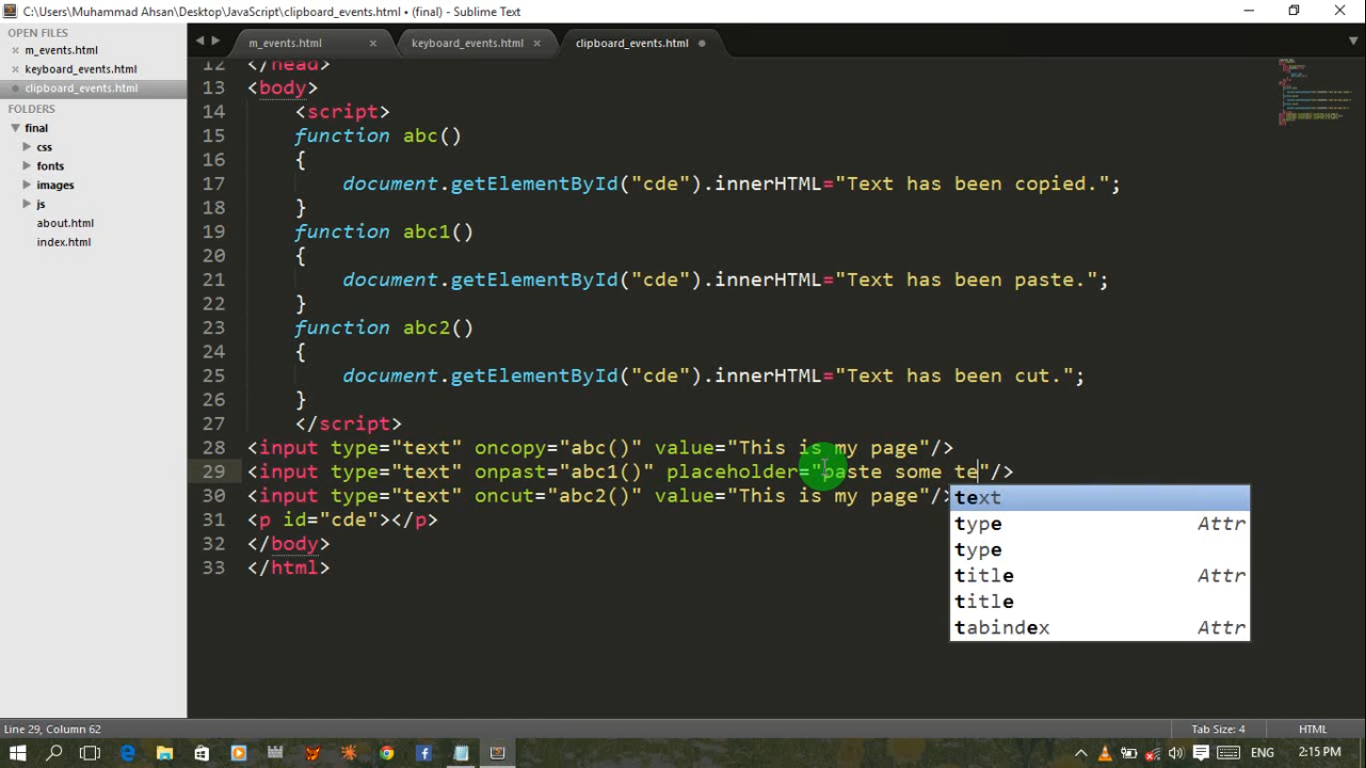 C:\Users\Muhammad Ahsan\Desktop\JavaScript\clipboard_events.html • (final) - Sublime Text
OPEN FILES
m_events.html
keyboard_events.html
clipboard_events.html
FOLDERS
final
css
fonts
images
js
about.html
index.html
m_events.html
keyboard_events.html
clipboard_events.html
12 </head>
13 <body>
14 <script>
15 function abc()
16 {
17 document.getElementById("cde").innerHTML="Text has been copied.";
18 }
19 function abc1()
20 {
21 document.getElementById("cde").innerHTML="Text has been paste.";
22 }
23 function abc2()
24 {
25 document.getElementById("cde").innerHTML="Text has been cut.";
26 }
27 </script>
28 <input type="text" oncopy="abc()" value="This is my page"/>
29 <input type="text" onpast="abc1()" placeholder="paste some te"/>
30 <input type="text" oncut="abc2()" value="This is my page"/>
31 <p id="cde"></p>
32 </body>
33 </html>
text
type Attr
type
title Attr
title
tabindex Attr
Line 29, Column 62
Tab Size: 4
HTML
ENG
2:15 PM